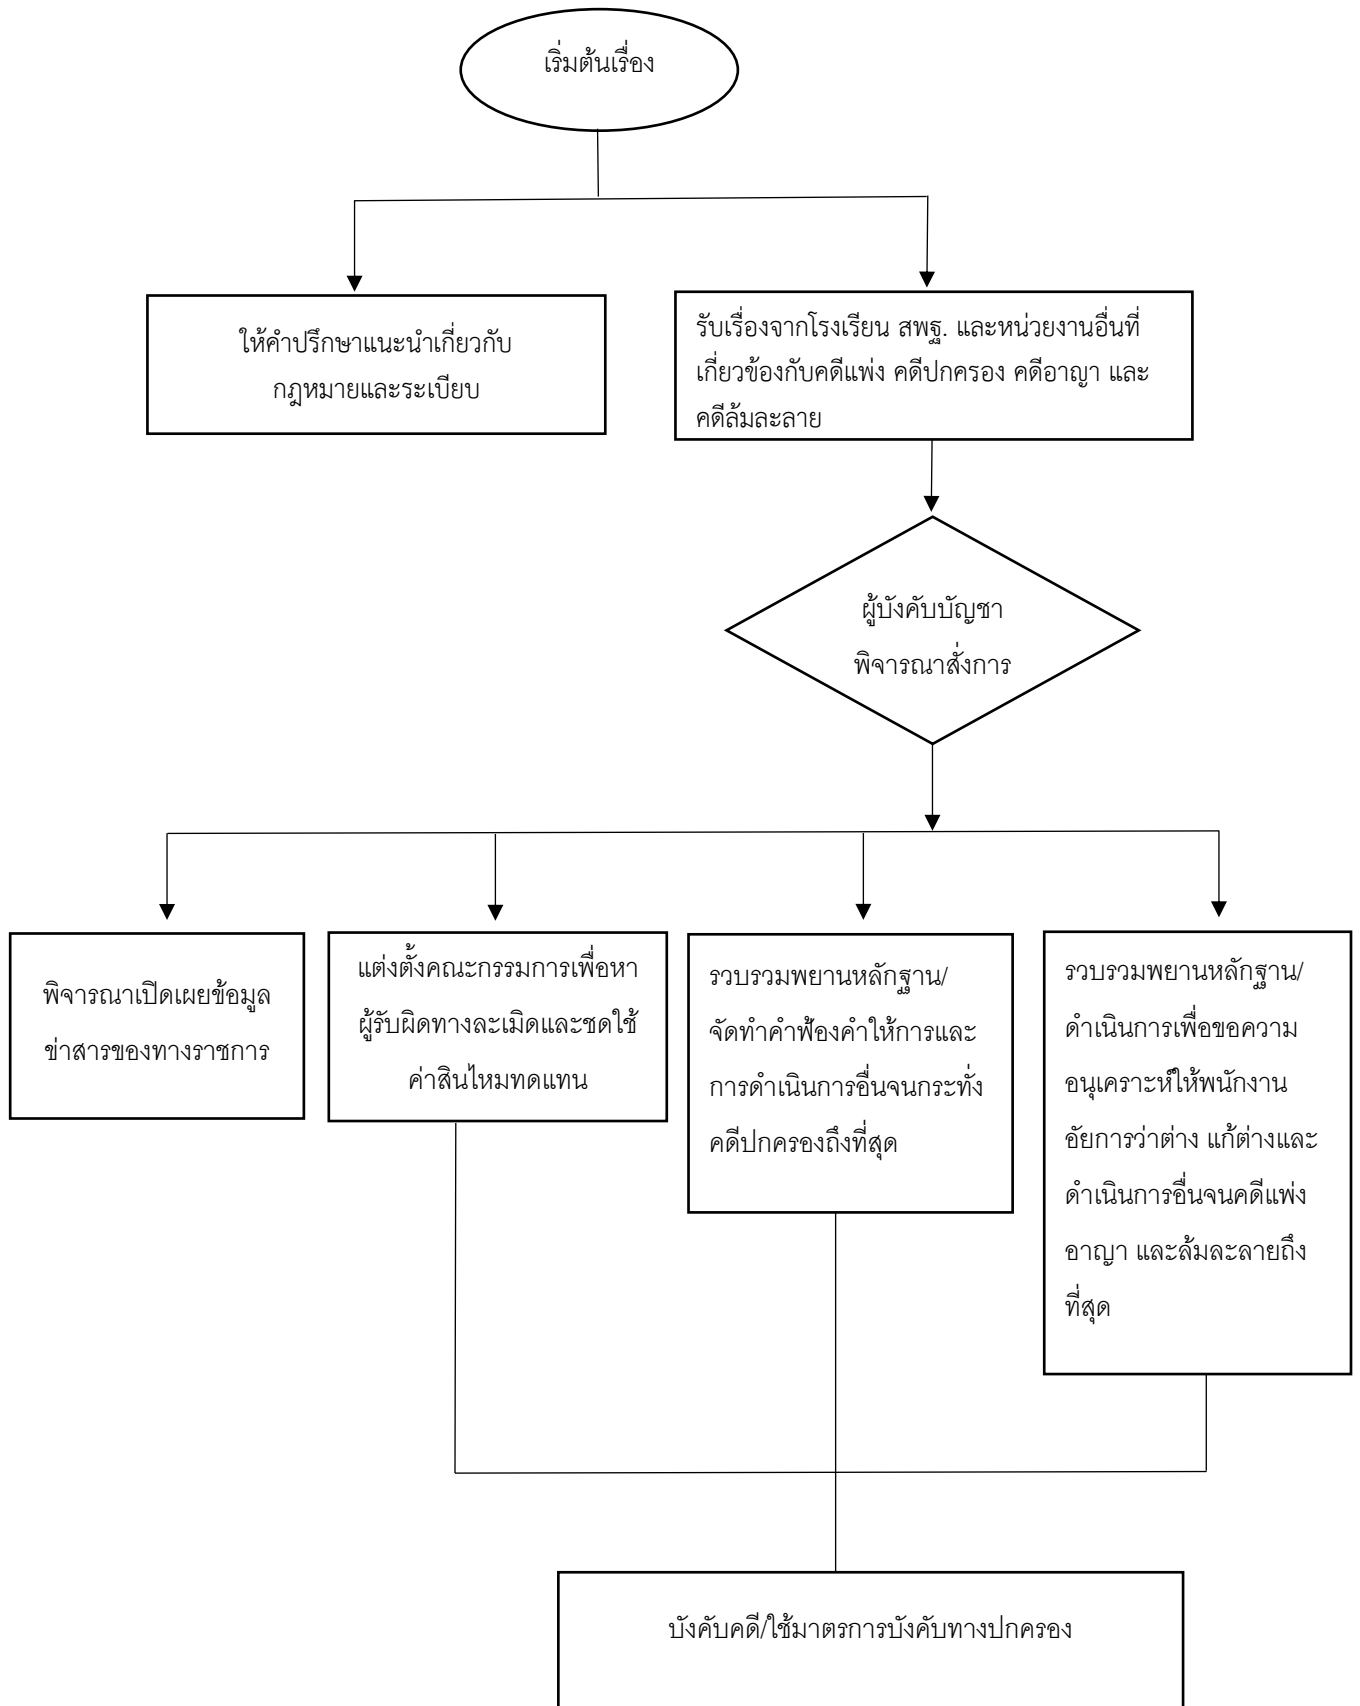 เริ่มต้นเรื่อง
ให้คำปรึกษาแนะนำเกี่ยวกับ
กฎหมายและระเบียบ
รับเรื่องจากโรงเรียน สพฐ. และหน่วยงานอื่นที่
เกี่ยวข้องกับคดีแพ่ง คดีปกครอง คดีอาญา และ
คดีล้มละลาย
ผู้บังคับบัญชา
พิจารณาสั่งการ
พิจารณาเปิดเผยข้อมูล
ข่าสารของทางราชการ
แต่งตั้งคณะกรรมการเพื่อหา
ผู้รับผิดทางละเมิดและชดใช้
ค่าสินไหมทดแทน
รวบรวมพยานหลักฐาน/
จัดทำคำฟ้องคำให้การและ
การดำเนินการอื่นจนกระทั่ง
คดีปกครองถึงที่สุด
รวบรวมพยานหลักฐาน/
ดำเนินการเพื่อขอความ
อนุเคราะห์ให้พนักงาน
อัยการว่าต่าง แก้ต่างและ
ดำเนินการอื่นจนคดีแพ่ง
อาญา และล้มละลายถึง
ที่สุด
บังคับคดี/ใช้มาตรการบังคับทางปกครอง